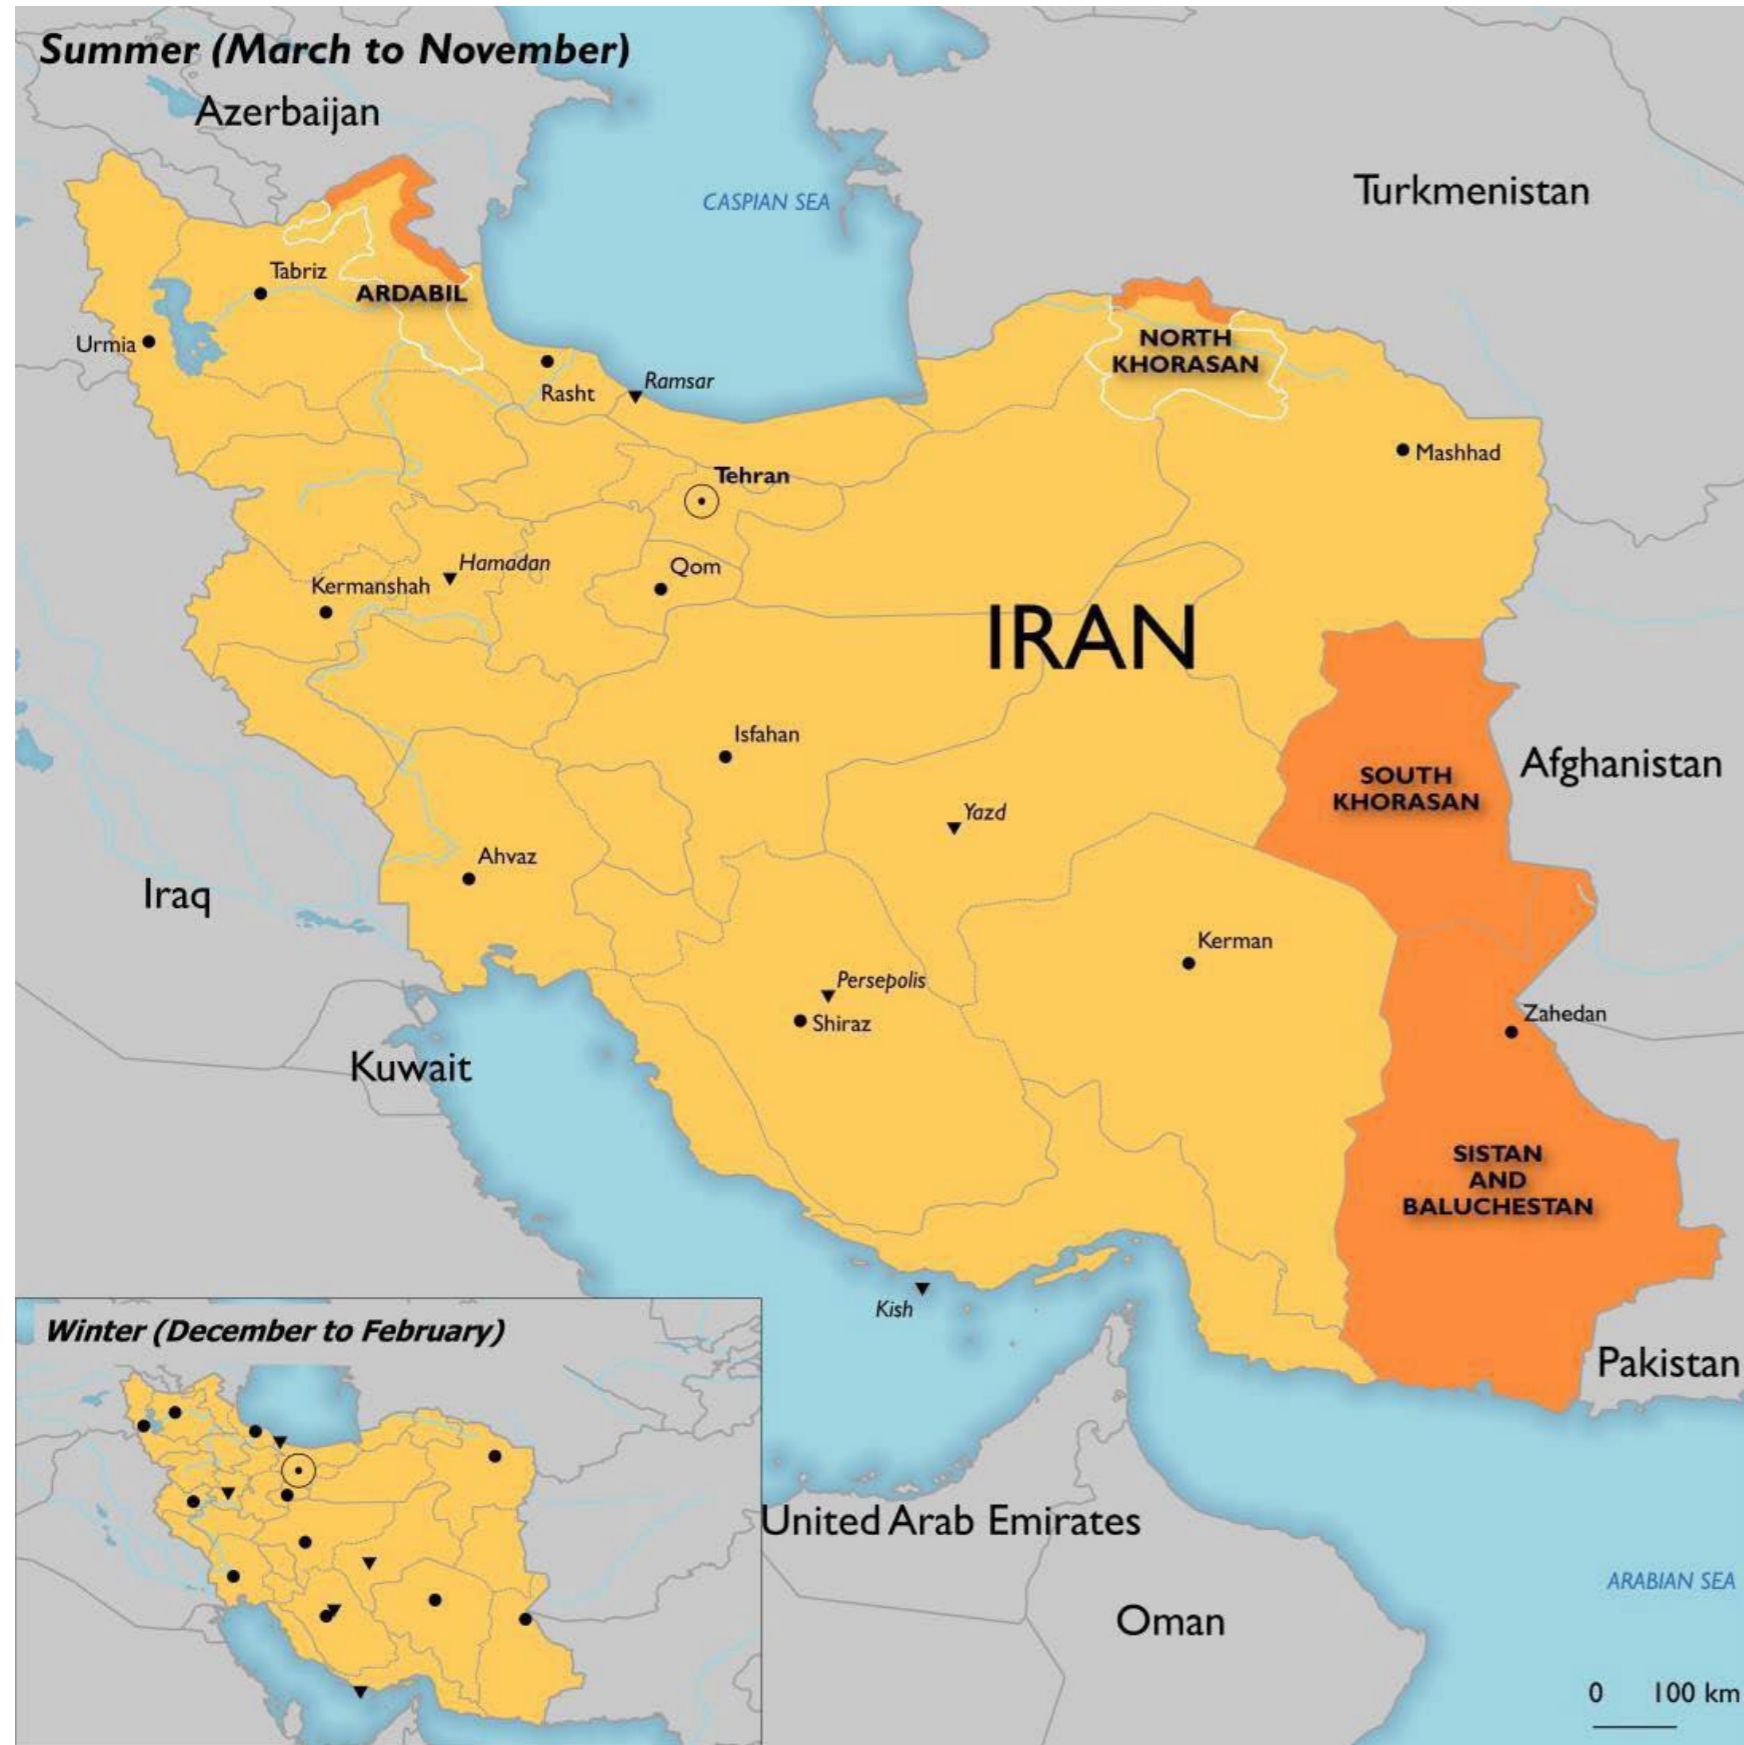 Summer (March to November)
Azerbaijan
Turkmenistan
CASPIAN SEA
Tabriz
ARDABIL
Urmia
NORTH
KHORASAN
Rasht
Ramsar
Mashhad
Tehran
Hamadan
Qom
Kermanshah
IRAN
Isfahan
Afghanistan
SOUTH
KHORASAN
Yazd
Ahvaz
Iraq
Kerman
Persepolis
Shiraz
Zahedan
Kuwait
SISTAN
AND
BALUCHESTAN
Kish
Winter (December to February)
Pakistan
United Arab Emirates
ARABIAN SEA
Oman
0 100 km